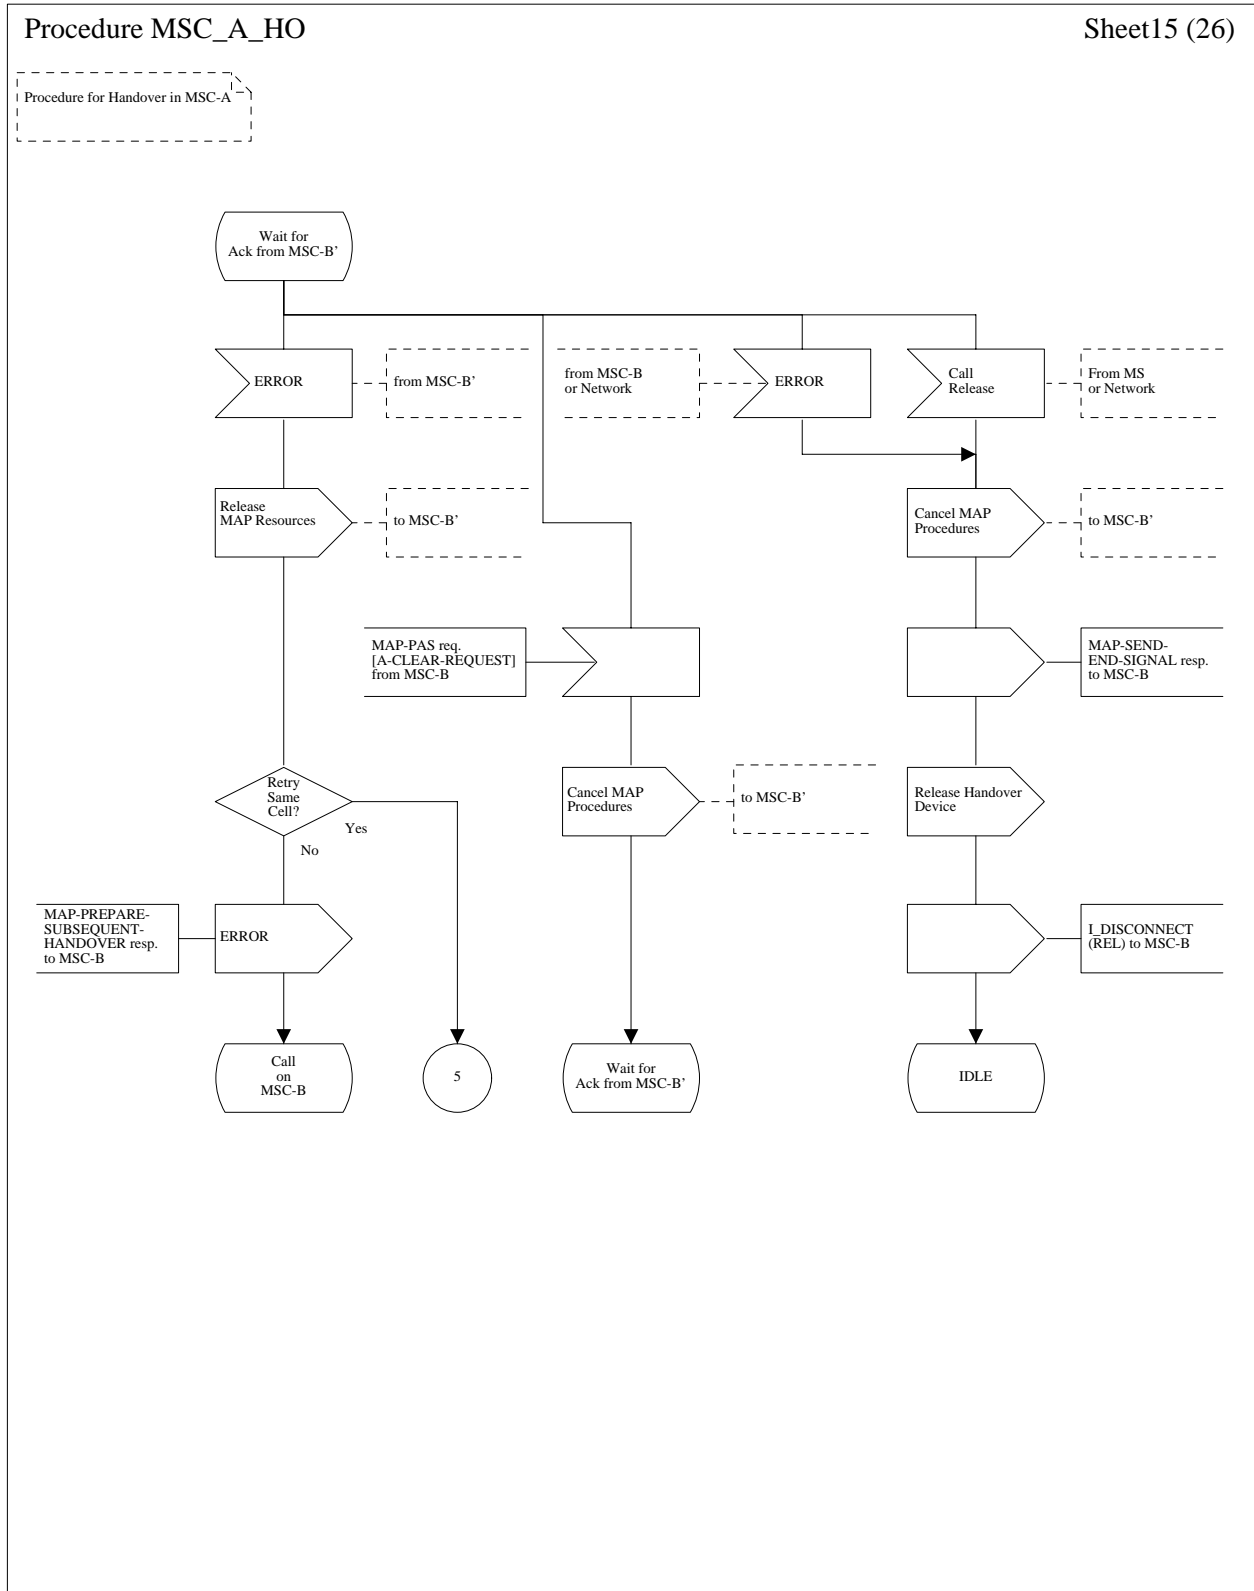 Procedure MSC_A_HO
Sheet15 (26)
Procedure for Handover in MSC-A
Wait for
Ack from MSC-B’
ERROR
from MSC-B’
from MSC-B
or Network
ERROR
Call
Release
From MS
or Network
Release
MAP Resources
to MSC-B’
Cancel MAP
Procedures
to MSC-B’
MAP-PAS req.
[A-CLEAR-REQUEST]
from MSC-B
MAP-SEND-
END-SIGNAL resp.
to MSC-B
Retry
Same
Cell?
Yes
No
Cancel MAP
Procedures
to MSC-B’
Release Handover
Device
MAP-PREPARE-
SUBSEQUENT-
HANDOVER resp.
to MSC-B
ERROR
I_DISCONNECT
(REL) to MSC-B
Call
on
MSC-B
5
Wait for
Ack from MSC-B’
IDLE